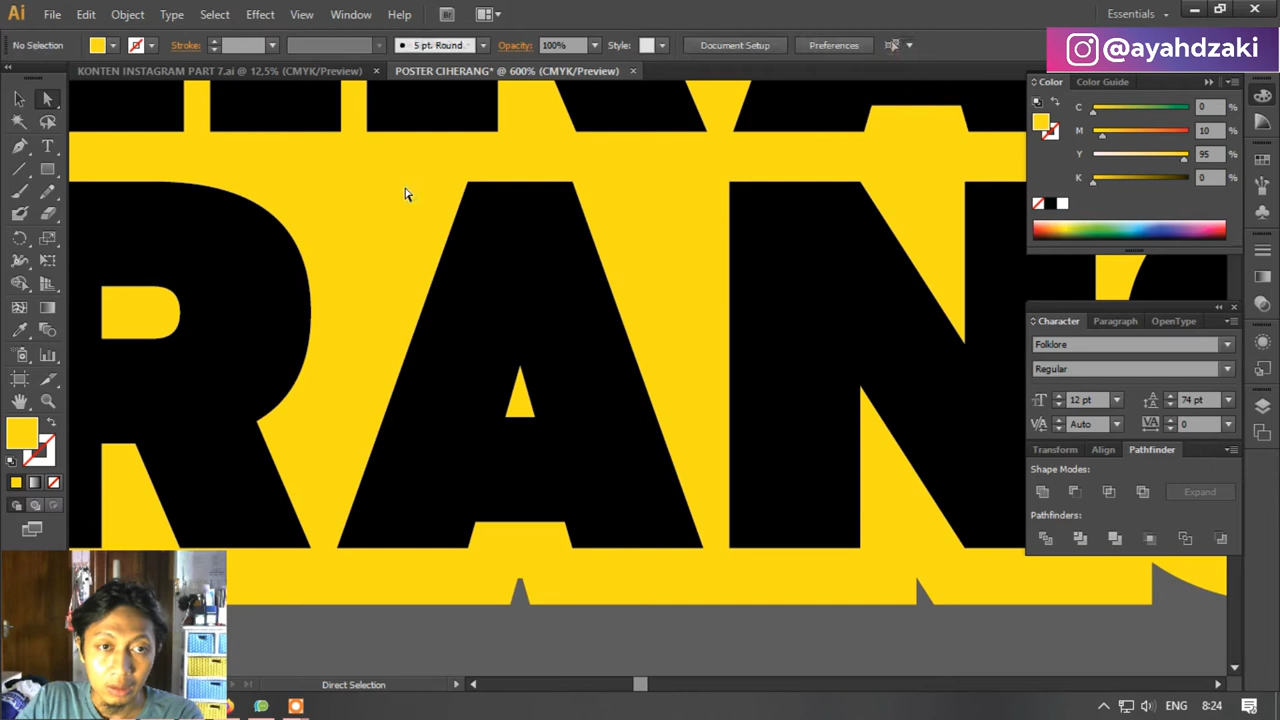 Ai File Edit Object Type Select Effect View Window Help Br Essentials
@ayahdzaki
No Selection Stroke: 5 pt. Round Opacity: 100% Style: Document Setup Preferences
KONTEN INSTAGRAM PART 7.ai @ 12,5% (CMYK/Preview) × POSTER CIHERANG* @ 600% (CMYK/Preview) ×
Color Color Guide
C 0 %
M 10 %
Y 95 %
K 0 %
RAN
Character Paragraph OpenType
Folklore
Regular
12 pt 74 pt
Auto 0
Transform Align Pathfinder
Shape Modes:
Expand
Pathfinders:
Direct Selection
ENG 8:24